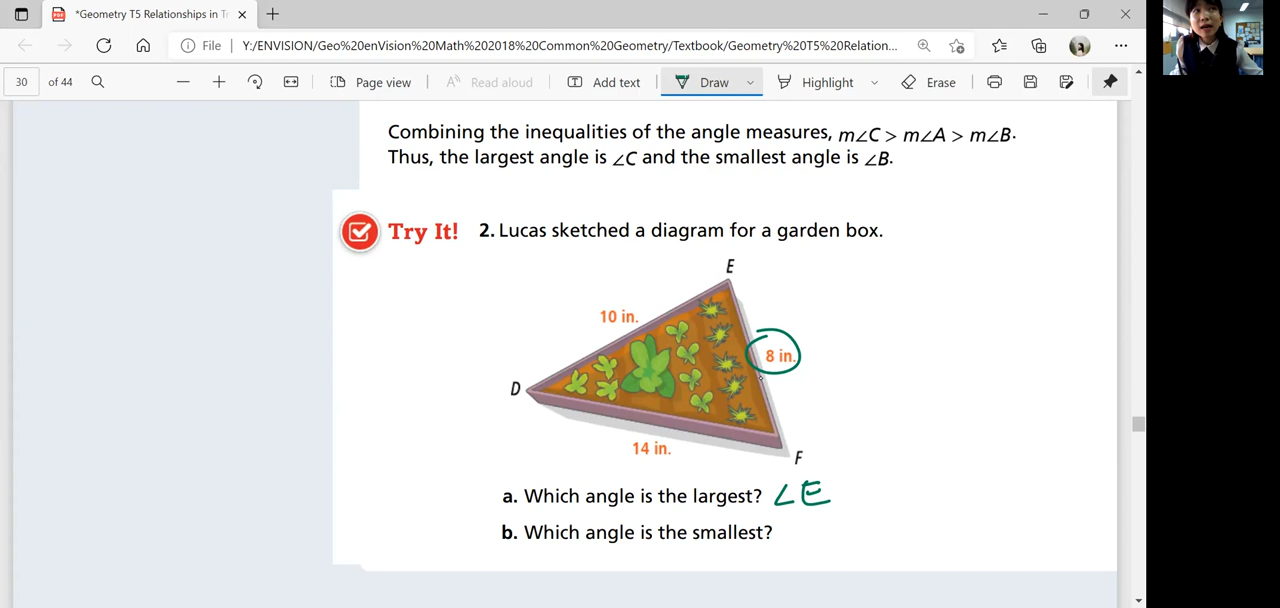 *Geometry T5 Relationships in Tr
File
Y:/ENVISION/Geo%20enVision%20Math%202018%20Common%20Geometry/Textbook/Geometry%20T5%20Relation...
30 of 44
Page view
Read aloud
Add text
Draw
Highlight
Erase
Combining the inequalities of the angle measures, m∠C > m∠A > m∠B.
Thus, the largest angle is ∠C and the smallest angle is ∠B.
Try It! 2. Lucas sketched a diagram for a garden box.
E
10 in.
8 in.
D
14 in.
F
a. Which angle is the largest? ∠E
b. Which angle is the smallest?